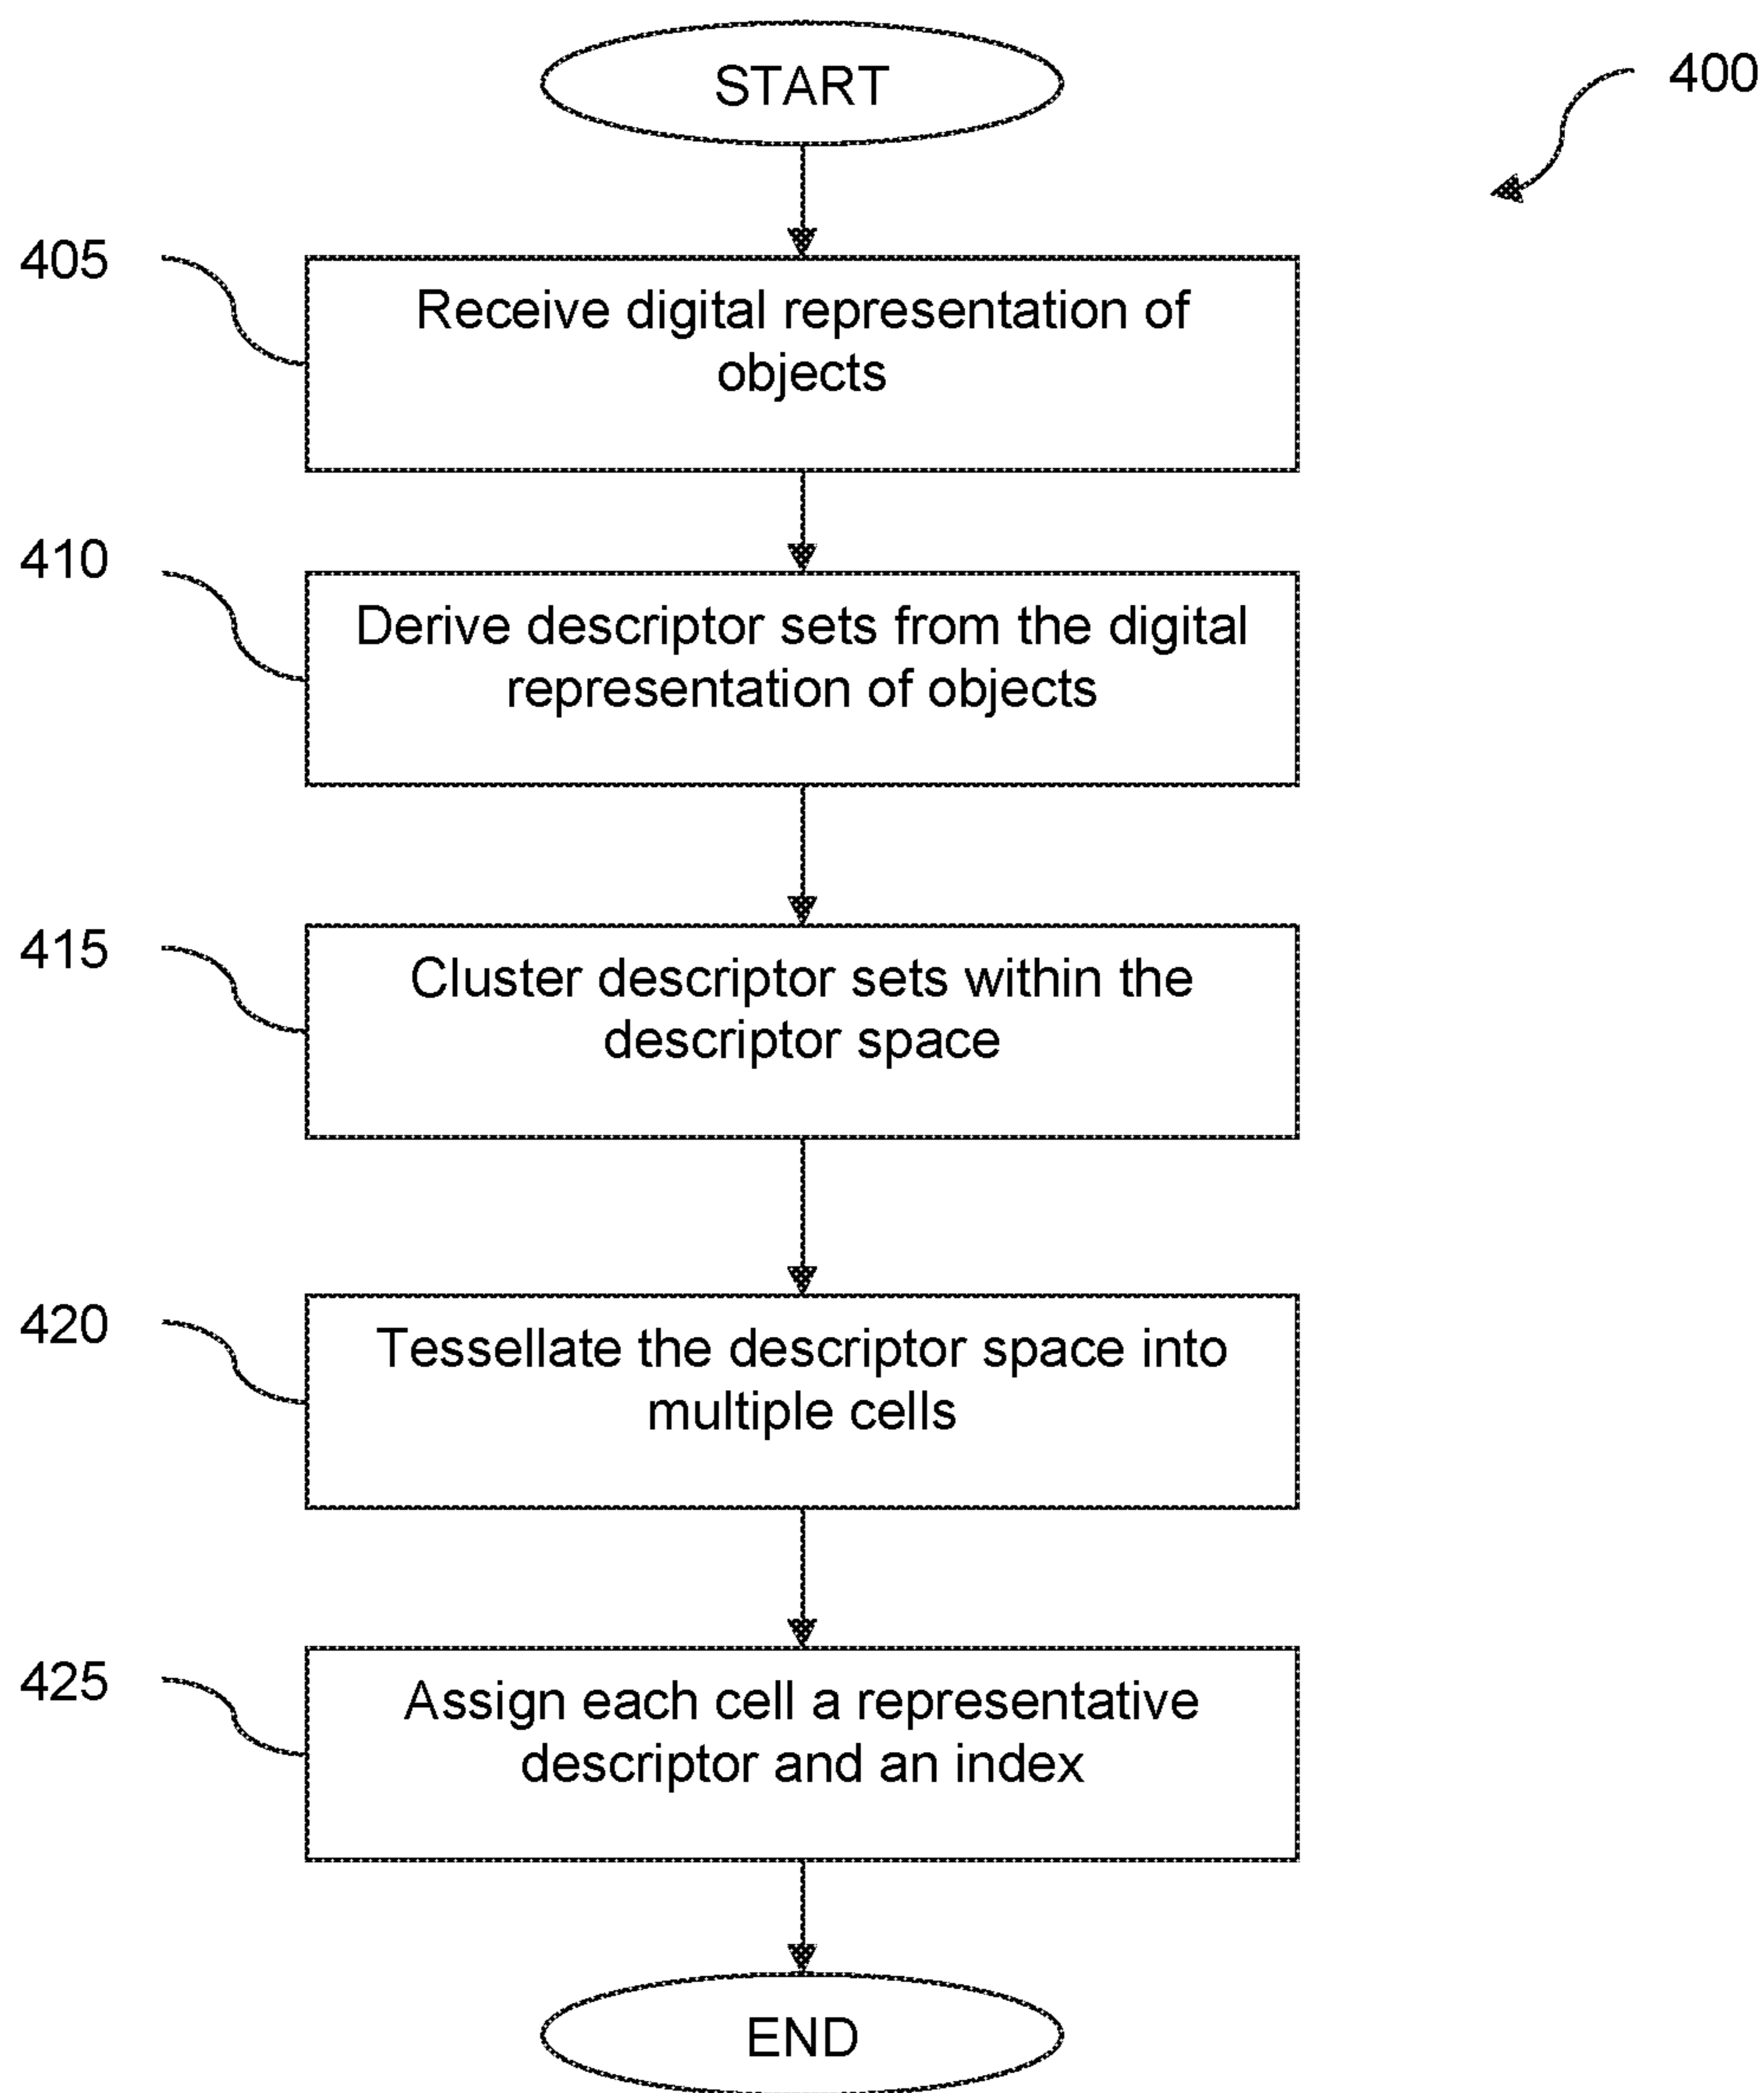 START
400
405
Receive digital representation of
objects
410
Derive descriptor sets from the digital
representation of objects
415
Cluster descriptor sets within the
descriptor space
420
Tessellate the descriptor space into
multiple cells
425
Assign each cell a representative
descriptor and an index
END